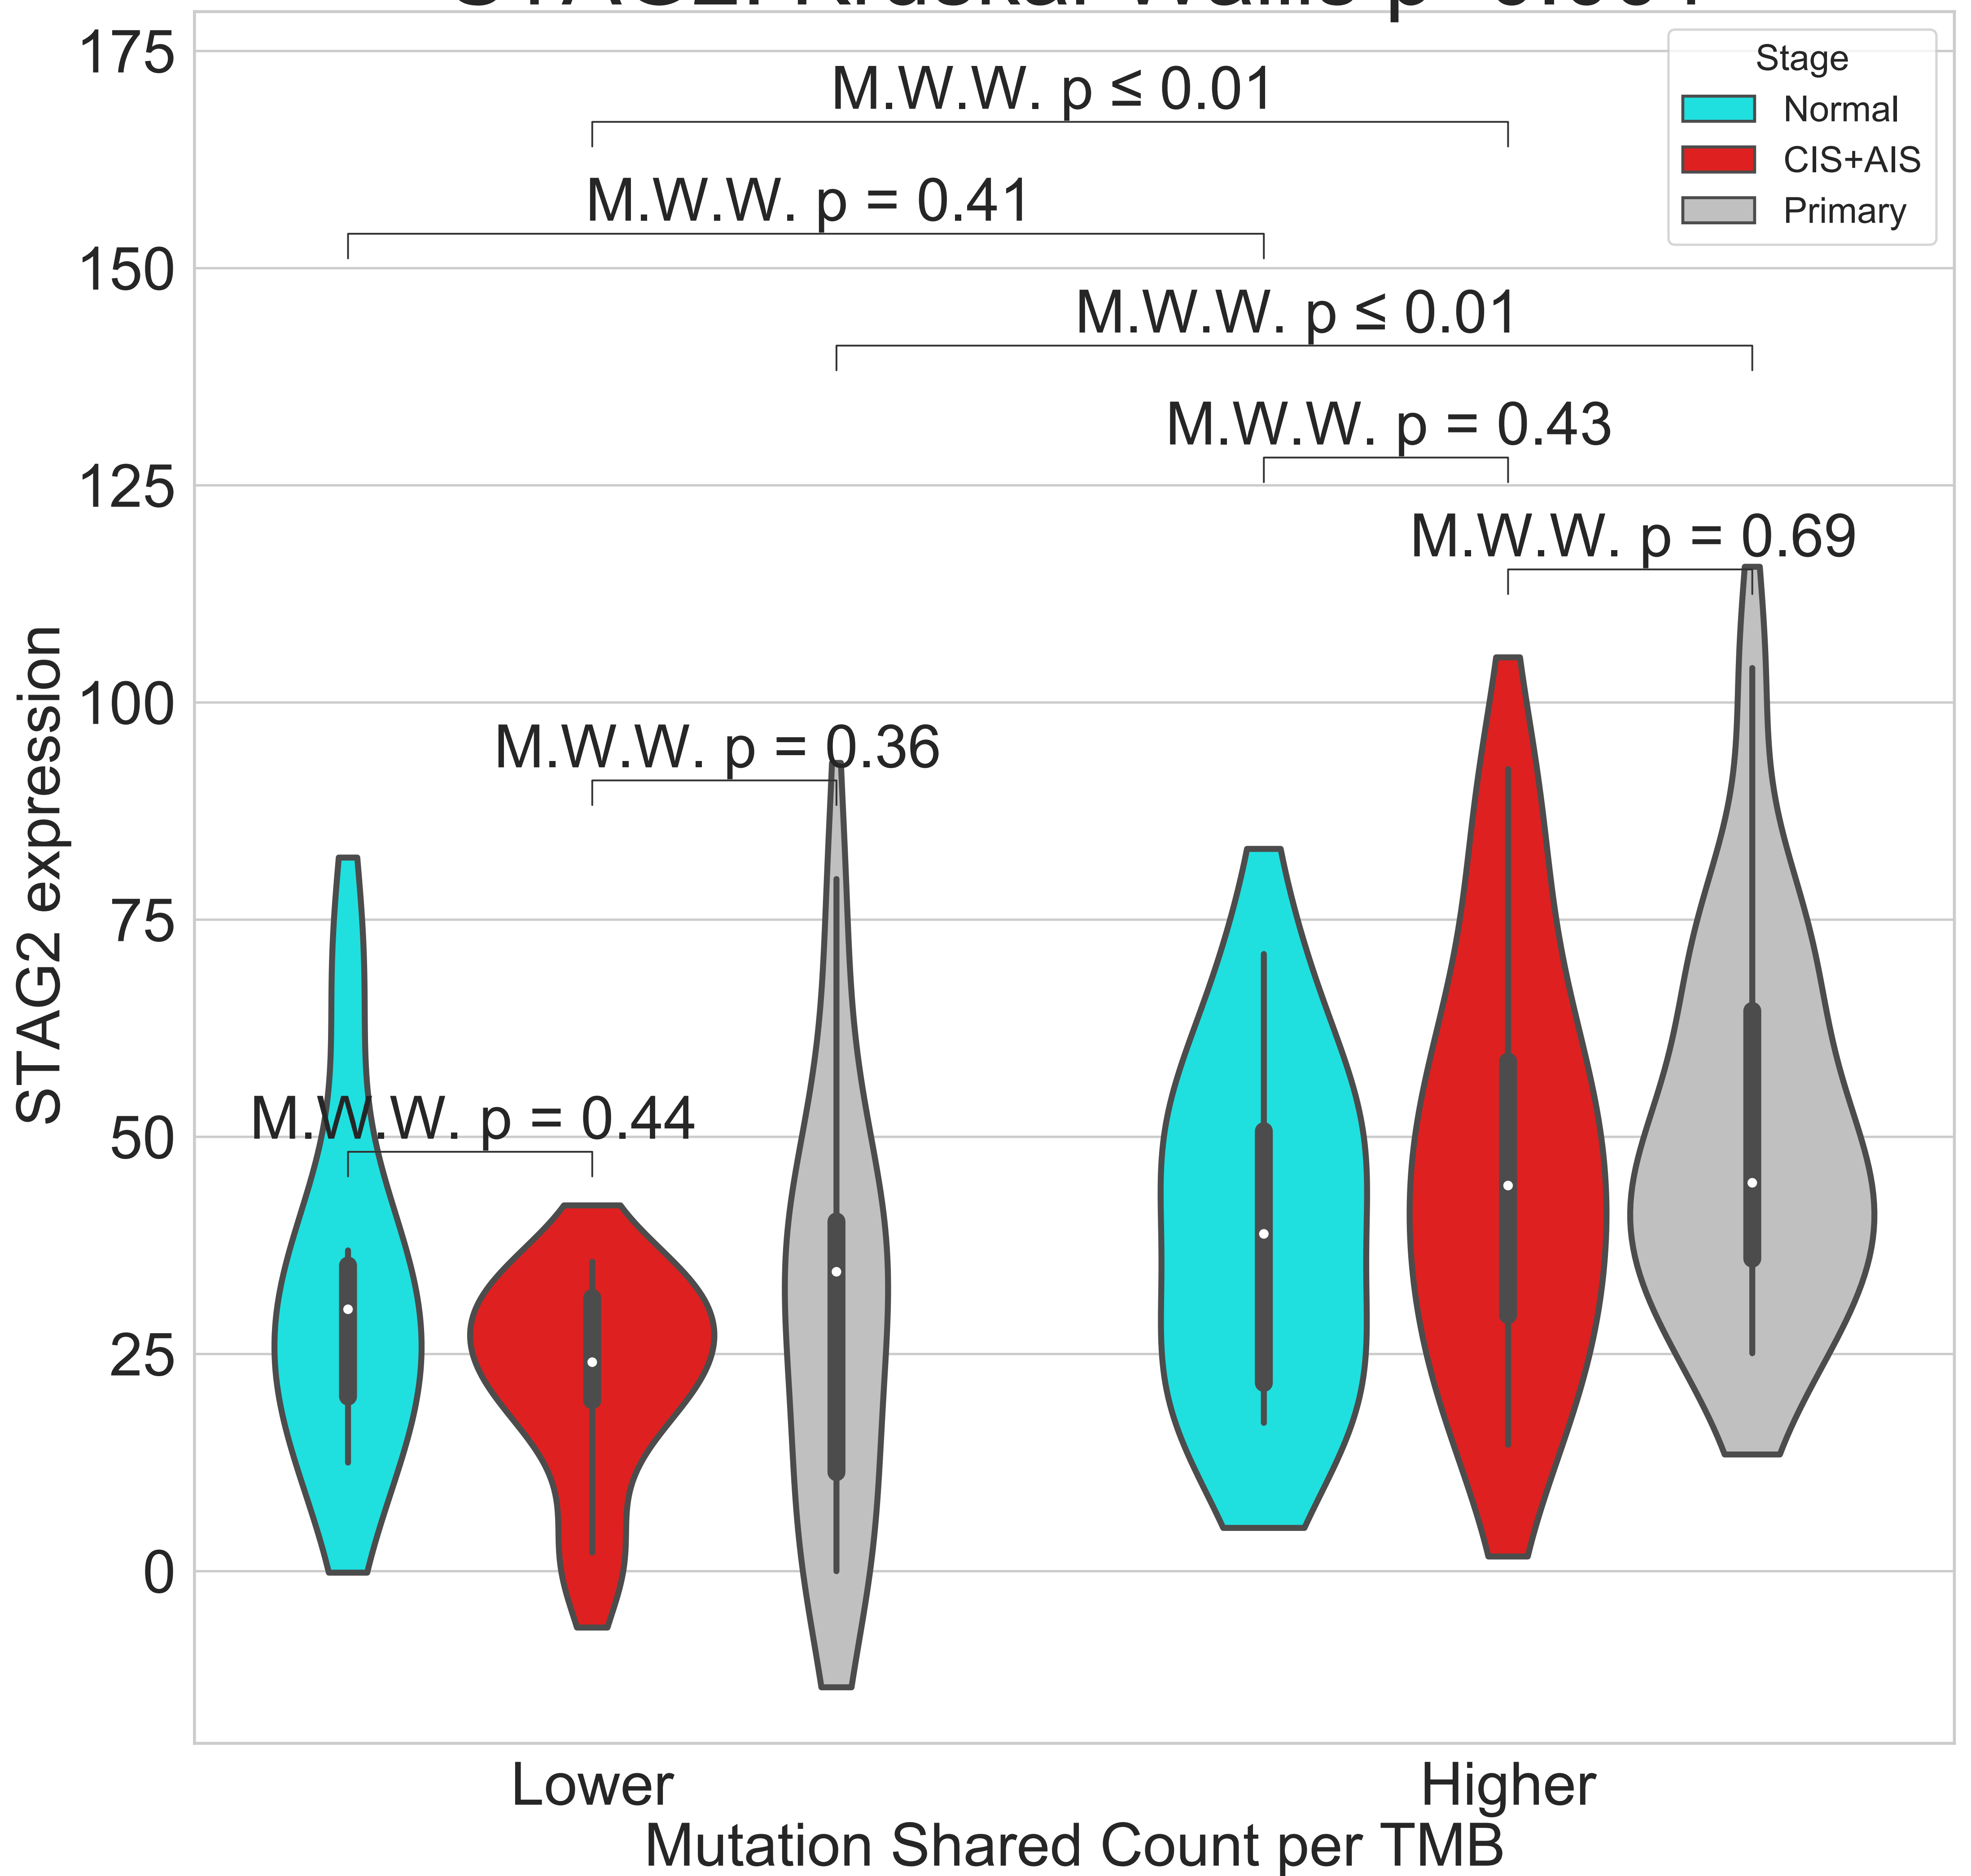 175
150
125
100
75
50
25
0
STAG2 expression
M.W.W. p ≤ 0.01
M.W.W. p = 0.41
M.W.W. p ≤ 0.01
M.W.W. p = 0.43
M.W.W. p = 0.69
M.W.W. p = 0.36
M.W.W. p = 0.44
Stage
Normal
CIS+AIS
Primary
Lower
Higher
Mutation Shared Count per TMB